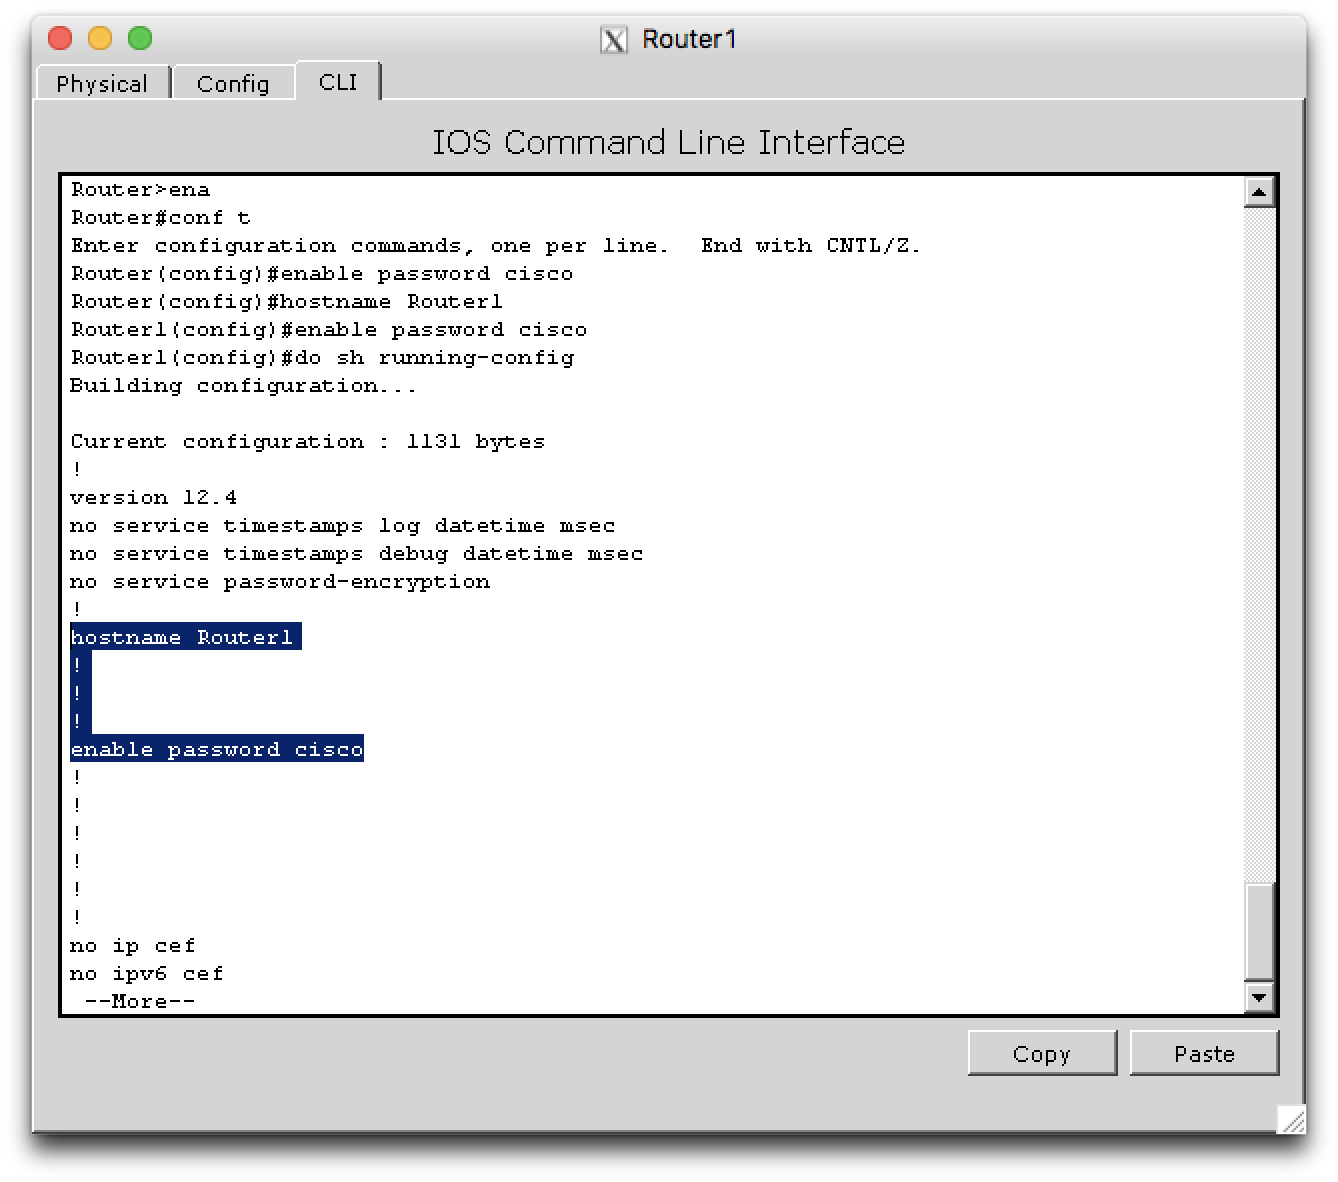 Router1
Physical
Config
CLI
IOS Command Line Interface
Router>ena
Router#conf t
Enter configuration commands, one per line.  End with CNTL/Z.
Router(config)#enable password cisco
Router(config)#hostname Router1
Router1(config)#enable password cisco
Router1(config)#do sh running-config
Building configuration...

Current configuration : 1131 bytes
!
version 12.4
no service timestamps log datetime msec
no service timestamps debug datetime msec
no service password-encryption
!
hostname Router1
!
!
!
enable password cisco
!
!
!
!
!
!
no ip cef
no ipv6 cef
 --More--
Copy
Paste